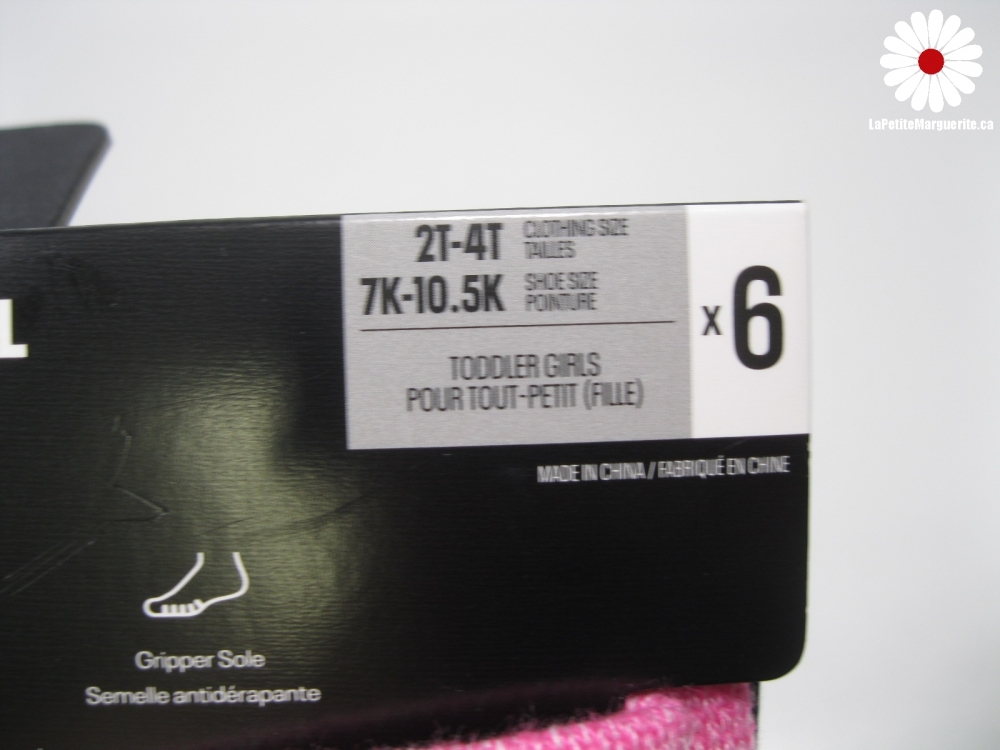 LaPetiteMarguerite.ca
2T-4T CLOTHING SIZE
TAILLES
7K-10.5K SHOE SIZE
POINTURE
x6
TODDLER GIRLS
POUR TOUT-PETIT (FILLE)
MADE IN CHINA / FABRIQUÉ EN CHINE
Gripper Sole
Semelle antidérapante